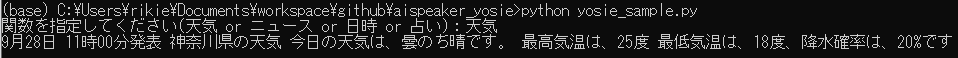 (base) C:¥Users¥rikie¥Documents¥workspace¥github¥aispeaker_yosie>python yosie_sample.py
関数を指定してください(天気 or ニュース or 日時 or 占い)：天気
9月28日 11時00分発表 神奈川県の天気 今日の天気は、曇のち晴です。 最高気温は、25度 最低気温は、18度、降水確率は、20%です